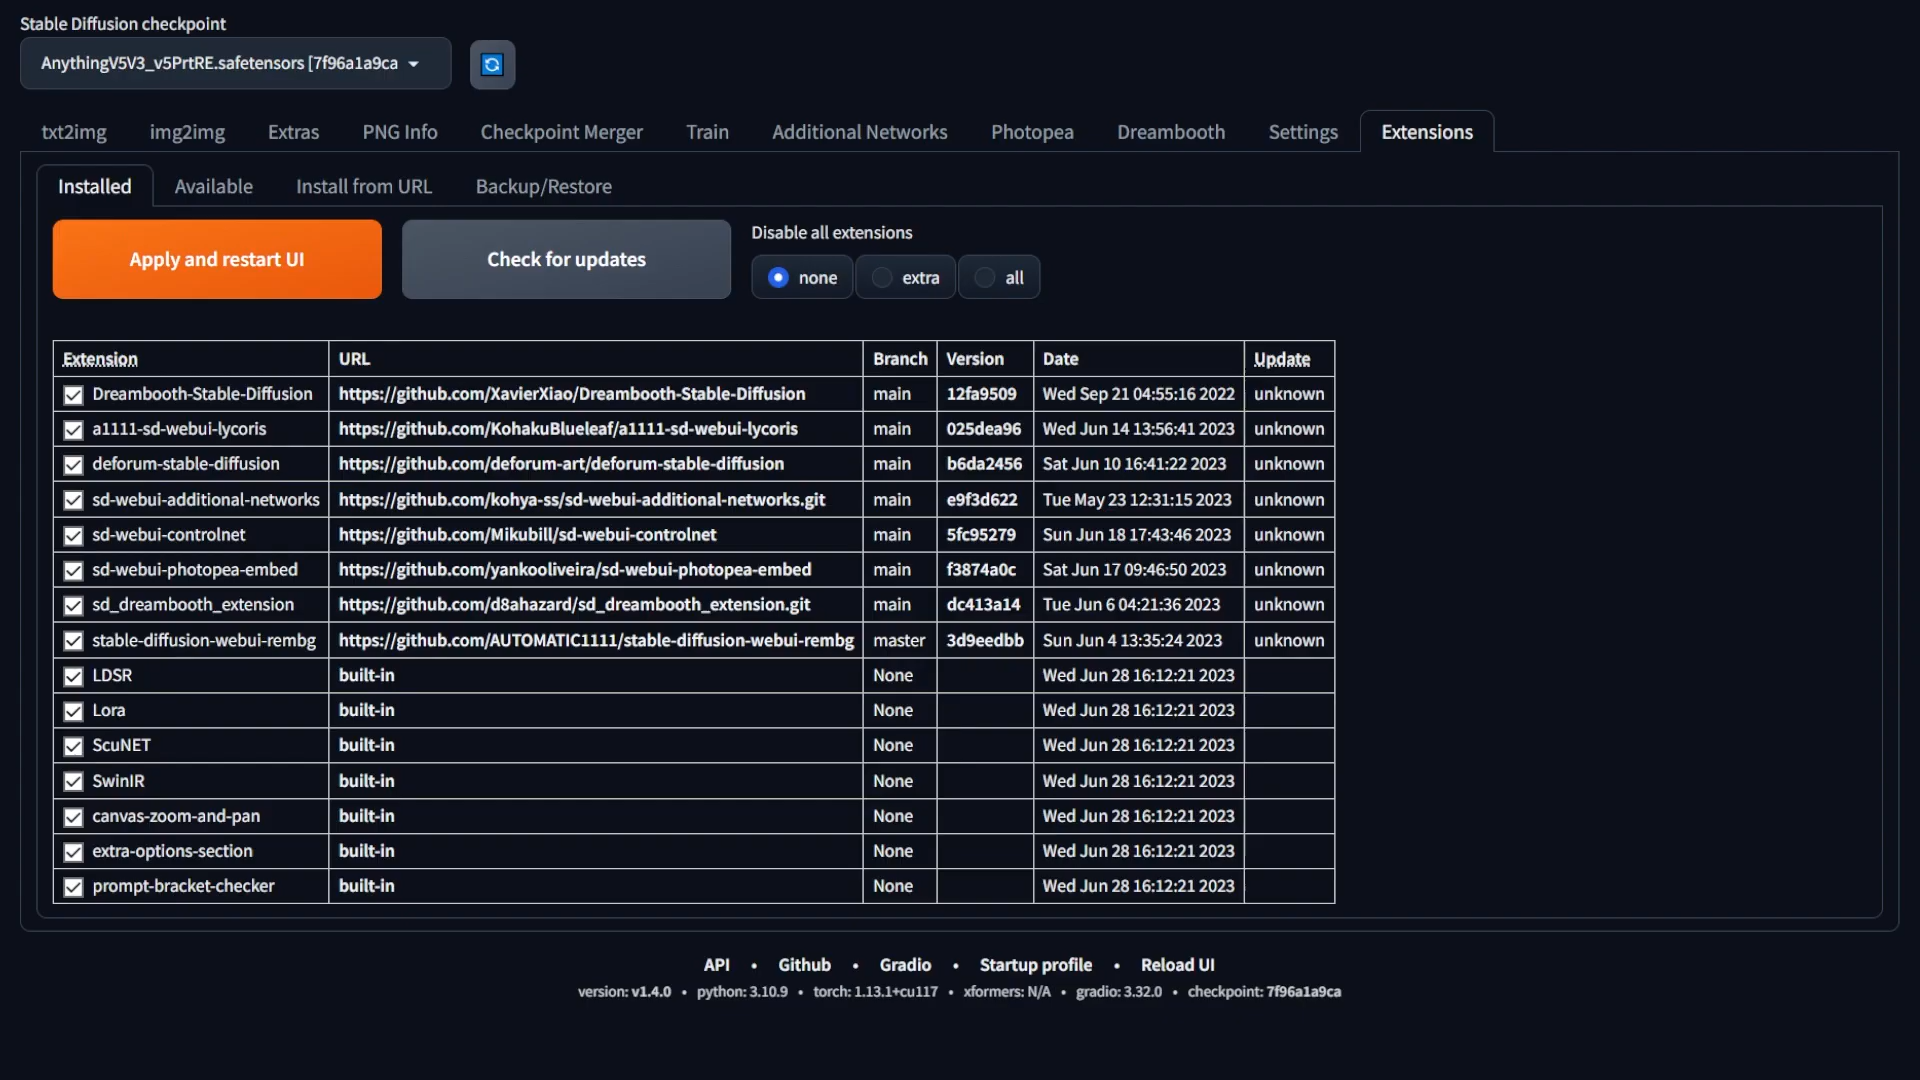 Stable Diffusion checkpoint
AnythingV5V3_v5PrtRE.safetensors [7f96a1a9ca
txt2img img2img Extras PNG Info Checkpoint Merger Train Additional Networks Photopea Dreambooth Settings Extensions
Installed Available Install from URL Backup/Restore
Apply and restart UI Check for updates
Disable all extensions
none extra all
Extension URL Branch Version Date Update
Dreambooth-Stable-Diffusion https://github.com/XavierXiao/Dreambooth-Stable-Diffusion main 12fa9509 Wed Sep 21 04:55:16 2022 unknown
a1111-sd-webui-lycoris https://github.com/KohakuBlueleaf/a1111-sd-webui-lycoris main 025dea96 Wed Jun 14 13:56:41 2023 unknown
deforum-stable-diffusion https://github.com/deforum-art/deforum-stable-diffusion main b6da2456 Sat Jun 10 16:41:22 2023 unknown
sd-webui-additional-networks https://github.com/kohya-ss/sd-webui-additional-networks.git main e9f3d622 Tue May 23 12:31:15 2023 unknown
sd-webui-controlnet https://github.com/Mikubill/sd-webui-controlnet main 5fc95279 Sun Jun 18 17:43:46 2023 unknown
sd-webui-photopea-embed https://github.com/yankooliveira/sd-webui-photopea-embed main f3874a0c Sat Jun 17 09:46:50 2023 unknown
sd_dreambooth_extension https://github.com/d8ahazard/sd_dreambooth_extension.git main dc413a14 Tue Jun 6 04:21:36 2023 unknown
stable-diffusion-webui-rembg https://github.com/AUTOMATIC1111/stable-diffusion-webui-rembg master 3d9eedbb Sun Jun 4 13:35:24 2023 unknown
LDSR built-in None Wed Jun 28 16:12:21 2023
Lora built-in None Wed Jun 28 16:12:21 2023
ScuNET built-in None Wed Jun 28 16:12:21 2023
SwinIR built-in None Wed Jun 28 16:12:21 2023
canvas-zoom-and-pan built-in None Wed Jun 28 16:12:21 2023
extra-options-section built-in None Wed Jun 28 16:12:21 2023
prompt-bracket-checker built-in None Wed Jun 28 16:12:21 2023
API • Github • Gradio • Startup profile • Reload UI
version: v1.4.0 • python: 3.10.9 • torch: 1.13.1+cu117 • xformers: N/A • gradio: 3.32.0 • checkpoint: 7f96a1a9ca